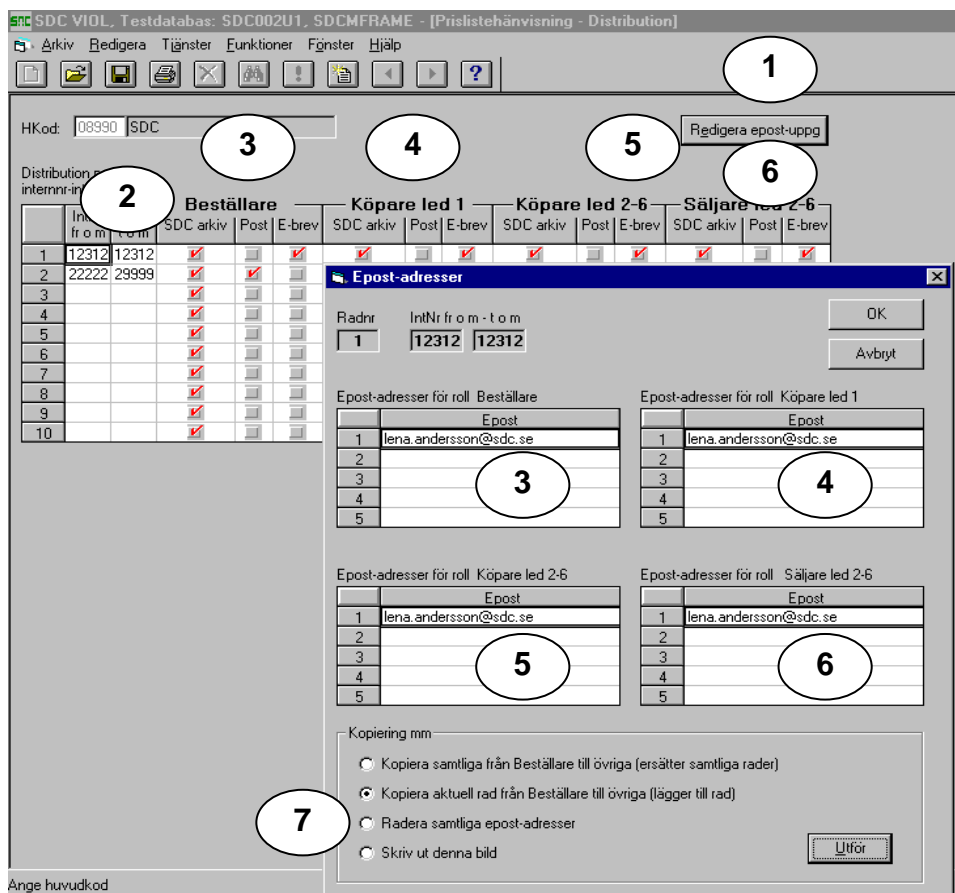 SDC VIOL, Testdatabas: SDC002U1, SDCMFRAME - [Prislistehänvisning - Distribution]
Arkiv Redigera Tjänster Funktioner Fönster Hjälp
1
HKod: 08990 SDC
3
4
5
Redigera epost-uppg
6
2
Beställare Köpare led 1 Köpare led 2-6 Säljare led 2-6
fr o m t o m SDC arkiv Post E-brev SDC arkiv Post E-brev SDC arkiv Post E-brev SDC arkiv Post E-brev
1 12312 12312
2 22222 29999
3
4
5
6
7
8
9
10
Epost-adresser
Radnr IntNr fr o m - t o m
1 12312 12312
OK
Avbryt
Epost-adresser för roll Beställare
Epost
1 lena.andersson@sdc.se
2
3
4
5
3
Epost-adresser för roll Köpare led 1
Epost
1 lena.andersson@sdc.se
2
3
4
5
4
Epost-adresser för roll Köpare led 2-6
Epost
1 lena.andersson@sdc.se
2
3
4
5
5
Epost-adresser för roll Säljare led 2-6
Epost
1 lena.andersson@sdc.se
2
3
4
5
6
Kopiering mm
Kopiera samtliga från Beställare till övriga (ersätter samtliga rader)
Kopiera aktuell rad från Beställare till övriga (lägger till rad)
7
Radera samtliga epost-adresser
Skriv ut denna bild
Utför
Ange huvudkod